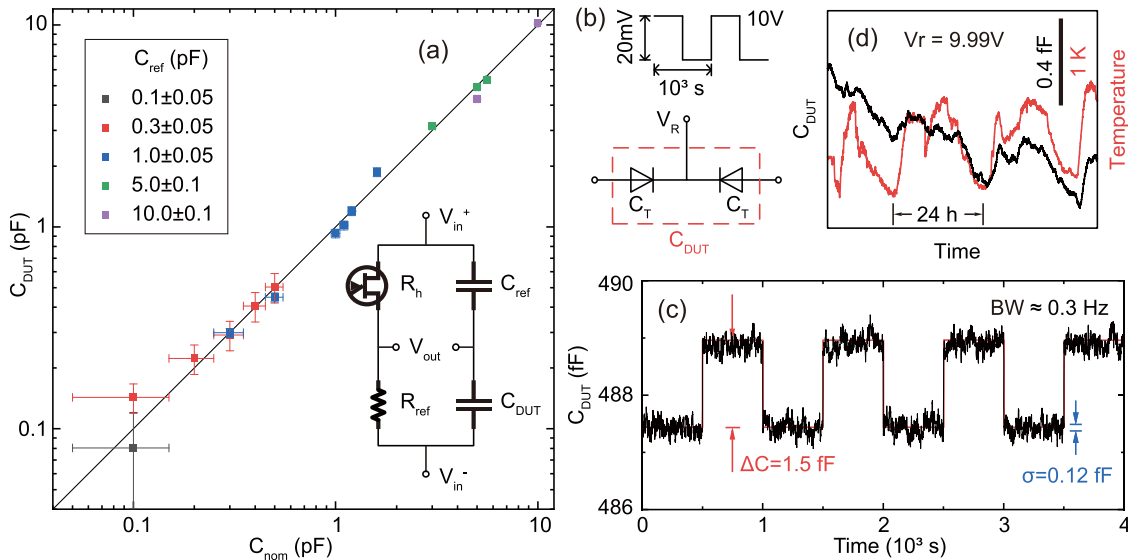 (a)
C_DUT (pF)
10
1
0.1
C_ref (pF)
0.1±0.05
0.3±0.05
1.0±0.05
5.0±0.1
10.0±0.1
V_in^+
R_h
C_ref
V_out
R_ref
C_DUT
V_in^-
0.1
1
10
C_nom (pF)
(b)
20mV
10V
10³ s
V_R
C_T
C_T
C_DUT
(d)
Vr = 9.99V
0.4 fF
1 K
C_DUT
Temperature
24 h
Time
(c)
BW ≈ 0.3 Hz
C_DUT (fF)
490
488
486
ΔC=1.5 fF
σ=0.12 fF
0
1
2
3
4
Time (10³ s)